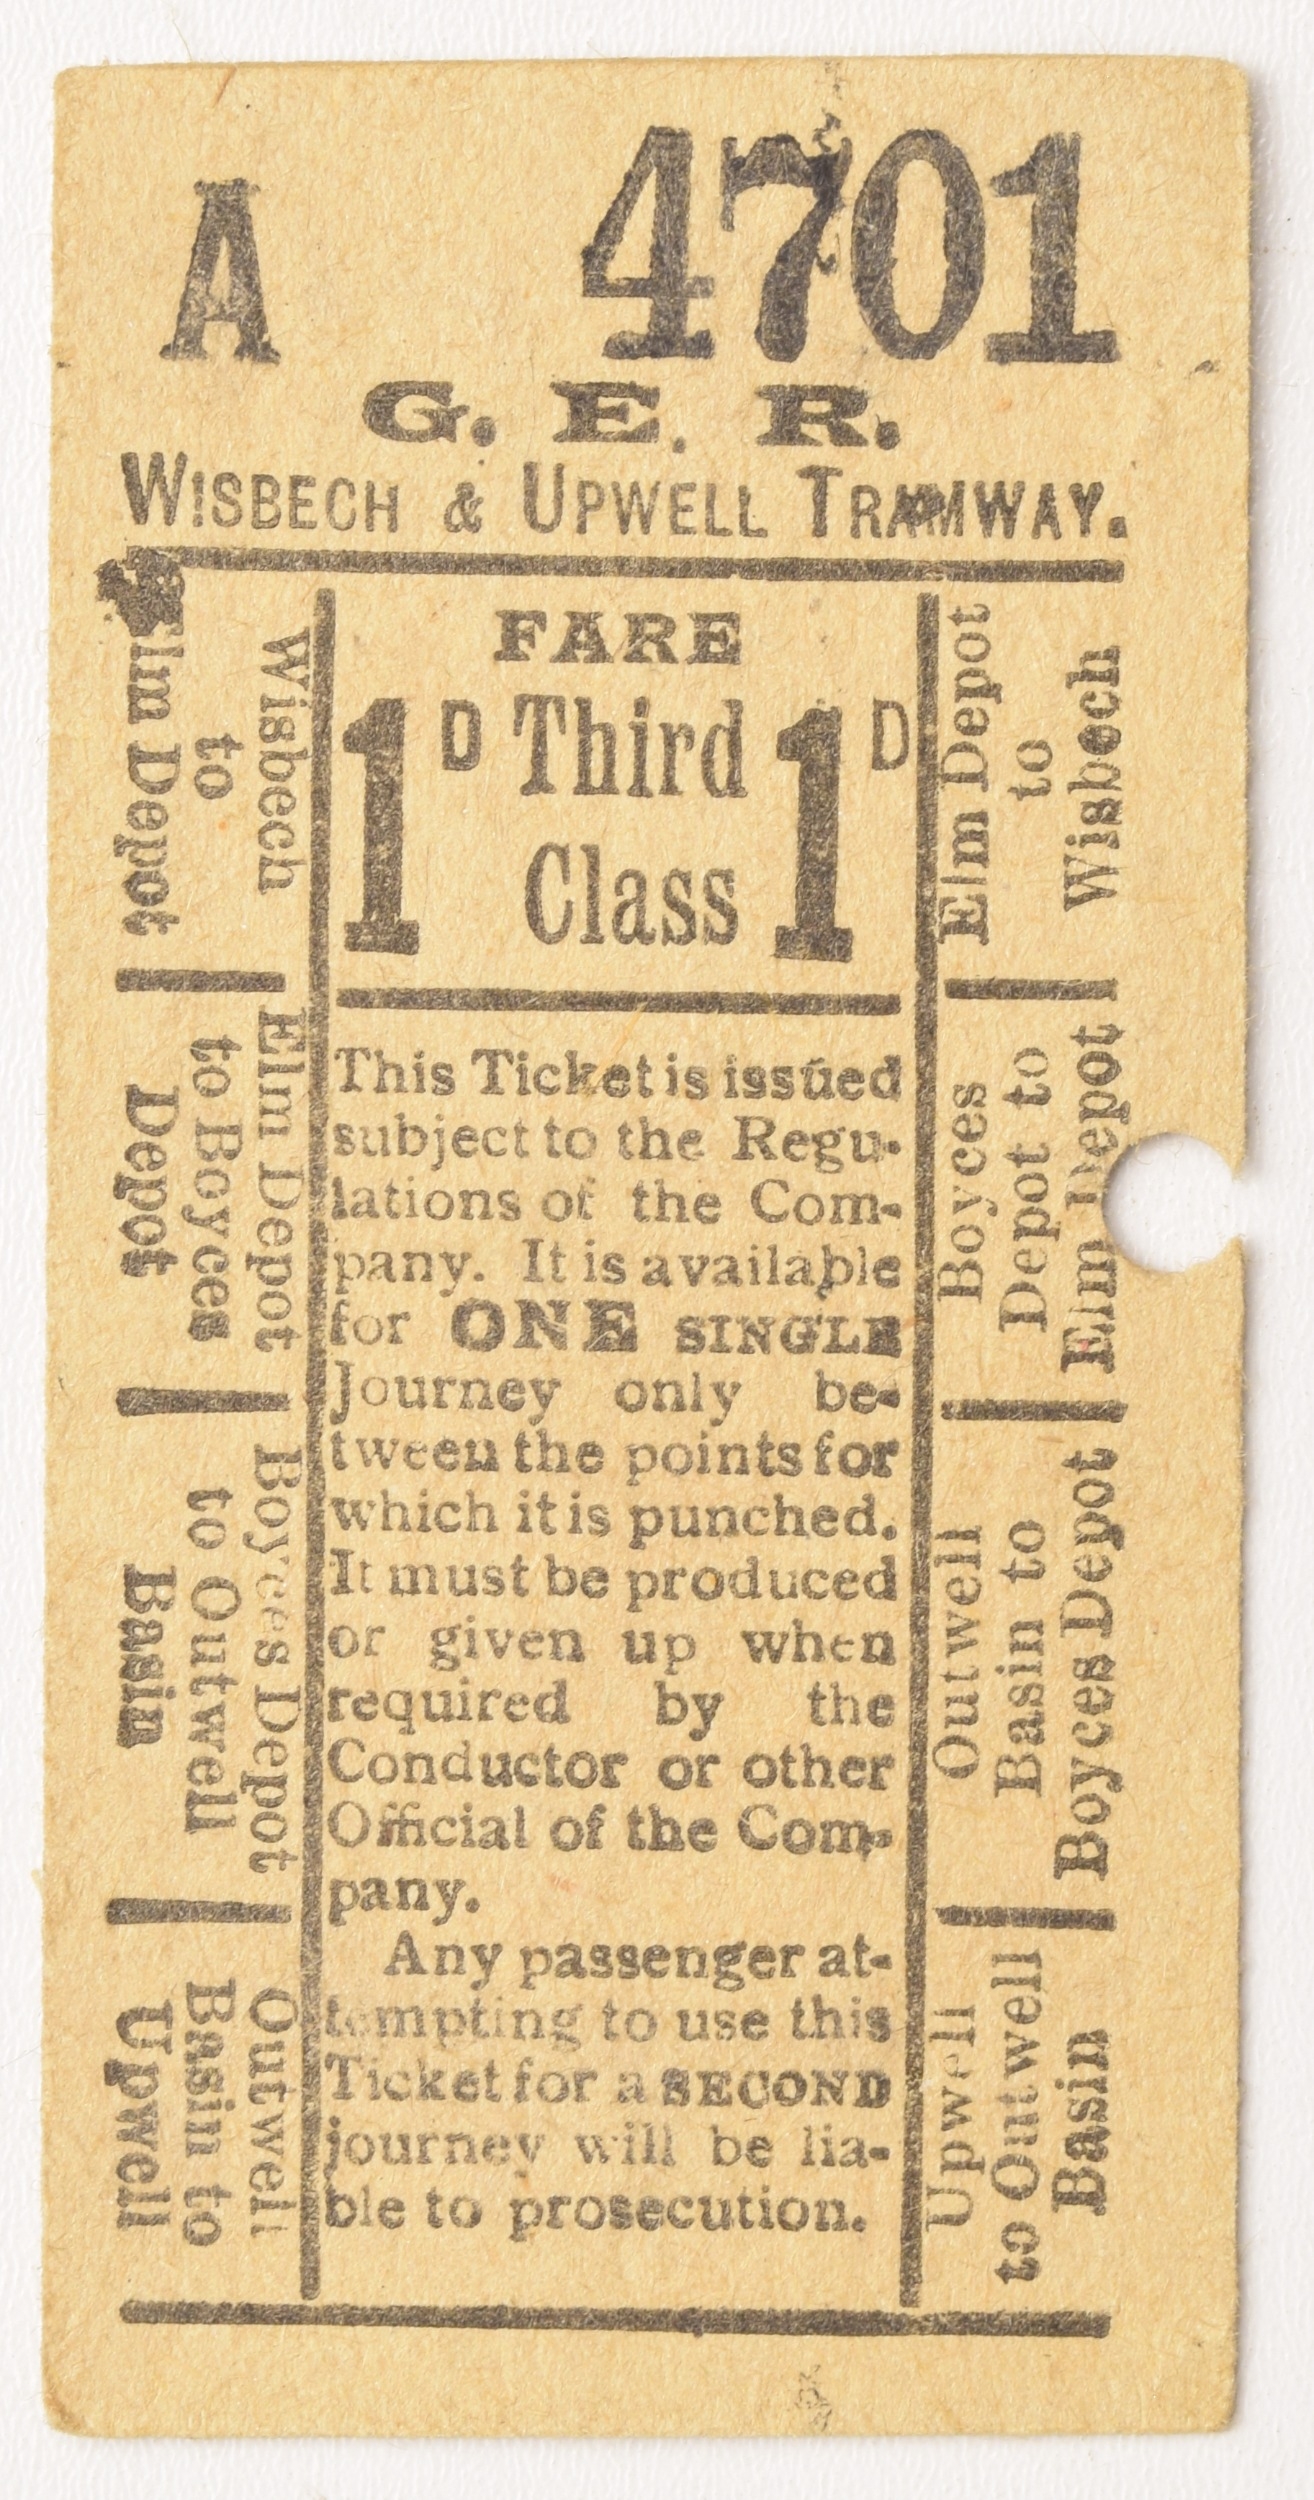 A 4701
G. E. R.
WISBECH & UPWELL TRAMWAY.
Wisbech
to
Elm Depot
Elm Depot
to Boyces
Depot
Boyces Depot
to Outwell
Basin
Outwell
Basin to
Upwell
FARE
1D Third 1D
Class
This Ticket is issued
subject to the Regu-
lations of the Com-
pany. It is available
for ONE SINGLE
Journey only be-
tween the points for
which it is punched.
It must be produced
or given up when
required by the
Conductor or other
Official of the Com-
pany.
Any passenger at-
tempting to use this
Ticket for a SECOND
journey will be lia-
ble to prosecution.
Elm Depot
to
Wisbech
Boyces
Depot to
Elm Depot
Outwell
Basin to
Boyces Depot
Upwell
to Outwell
Basin